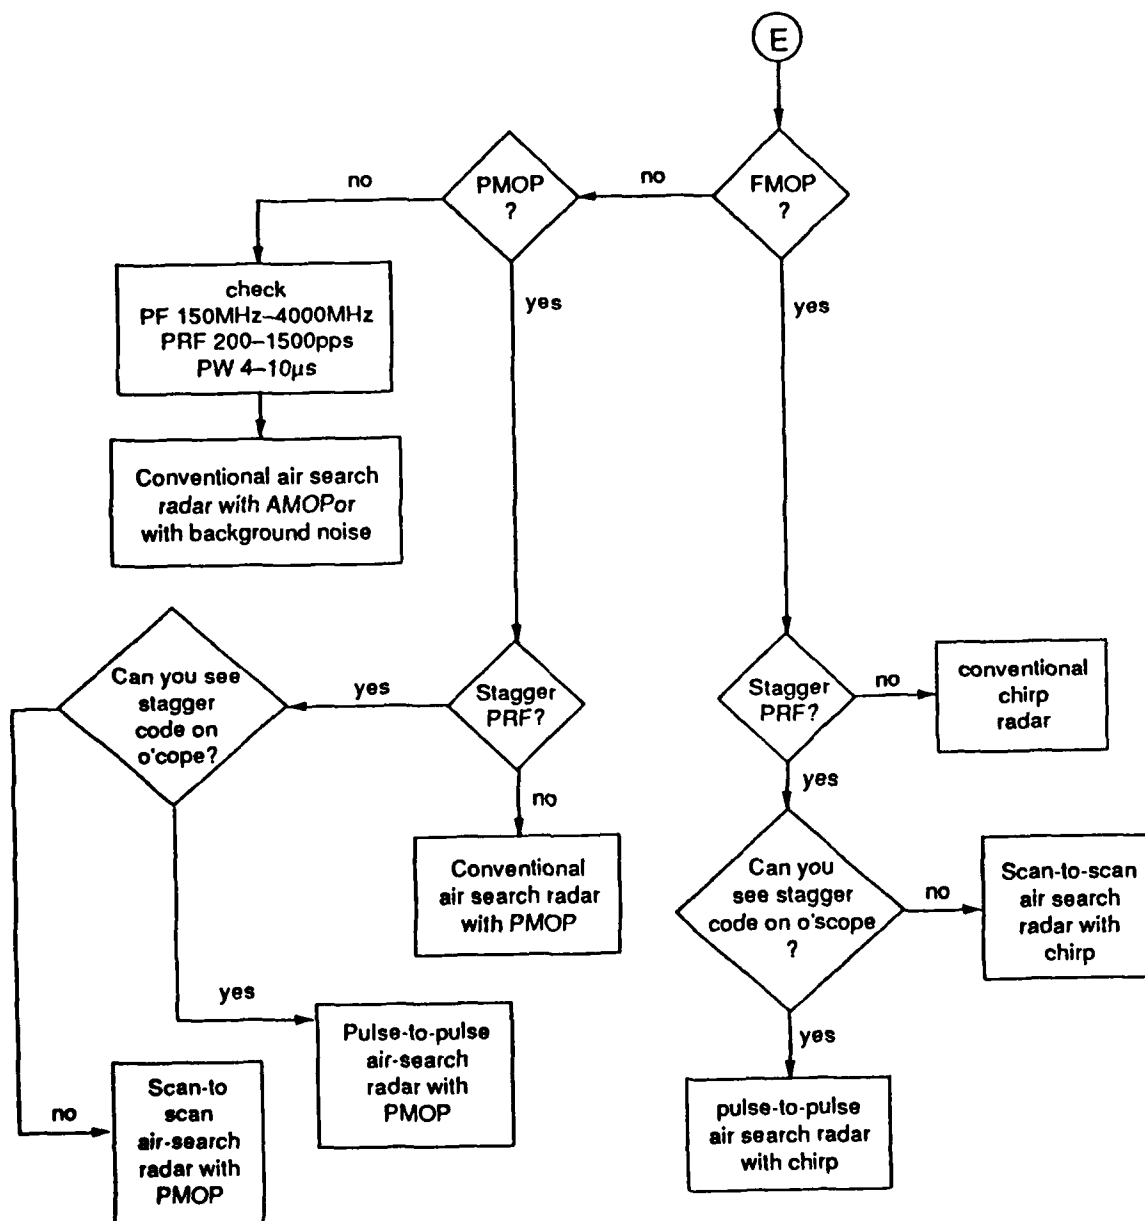 E
FMOP
?
no
yes
PMOP
?
no
yes
check
PF 150MHz–4000MHz
PRF 200–1500pps
PW 4–10µs
Conventional air search
radar with AMOPor
with background noise
Stagger
PRF?
yes
no
Can you see
stagger
code on
o'cope?
yes
no
Conventional
air search radar
with PMOP
Pulse-to-pulse
air-search
radar with
PMOP
Scan-to
scan
air-search
radar with
PMOP
Stagger
PRF?
no
yes
conventional
chirp
radar
Can you
see stagger
code on o'scope
?
no
yes
Scan-to-scan
air search
radar with
chirp
pulse-to-pulse
air search radar
with chirp